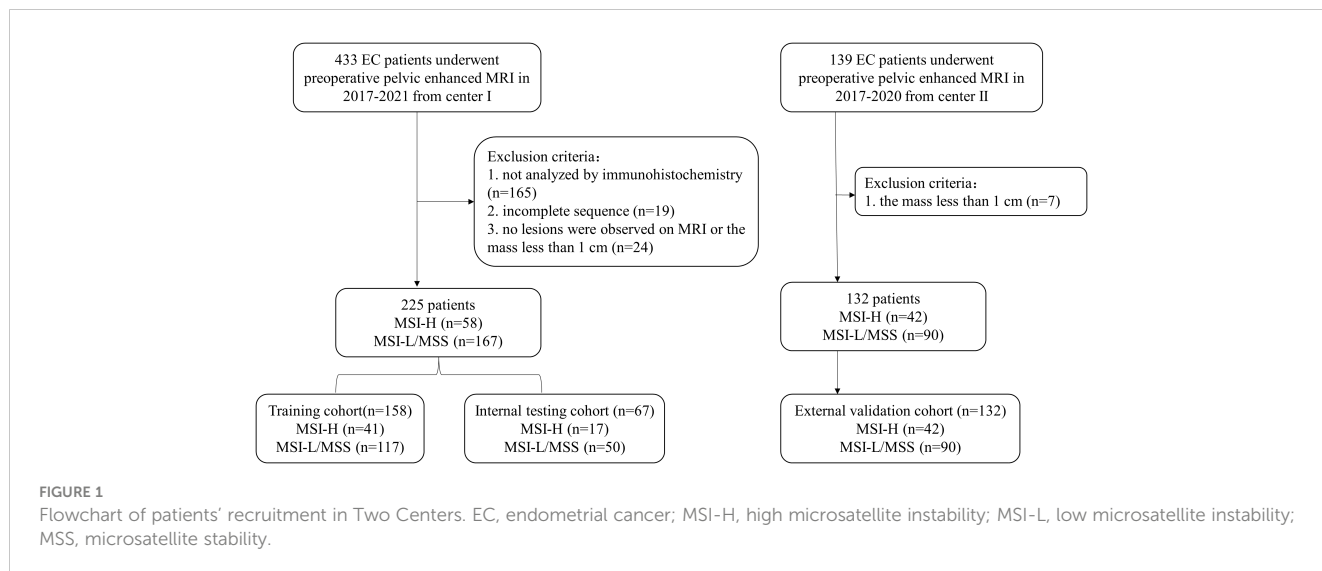 433 EC patients underwent
preoperative pelvic enhanced MRI in
2017-2021 from center I
139 EC patients underwent
preoperative pelvic enhanced MRI in
2017-2020 from center II
Exclusion criteria：
1. not analyzed by immunohistochemistry
(n=165)
2. incomplete sequence (n=19)
3. no lesions were observed on MRI or the
mass less than 1 cm (n=24)
Exclusion criteria：
1. the mass less than 1 cm (n=7)
225 patients
MSI-H (n=58)
MSI-L/MSS (n=167)
132 patients
MSI-H (n=42)
MSI-L/MSS (n=90)
Training cohort(n=158)
MSI-H (n=41)
MSI-L/MSS (n=117)
Internal testing cohort (n=67)
MSI-H (n=17)
MSI-L/MSS (n=50)
External validation cohort (n=132)
MSI-H (n=42)
MSI-L/MSS (n=90)
FIGURE 1
Flowchart of patients’ recruitment in Two Centers. EC, endometrial cancer; MSI-H, high microsatellite instability; MSI-L, low microsatellite instability;
MSS, microsatellite stability.